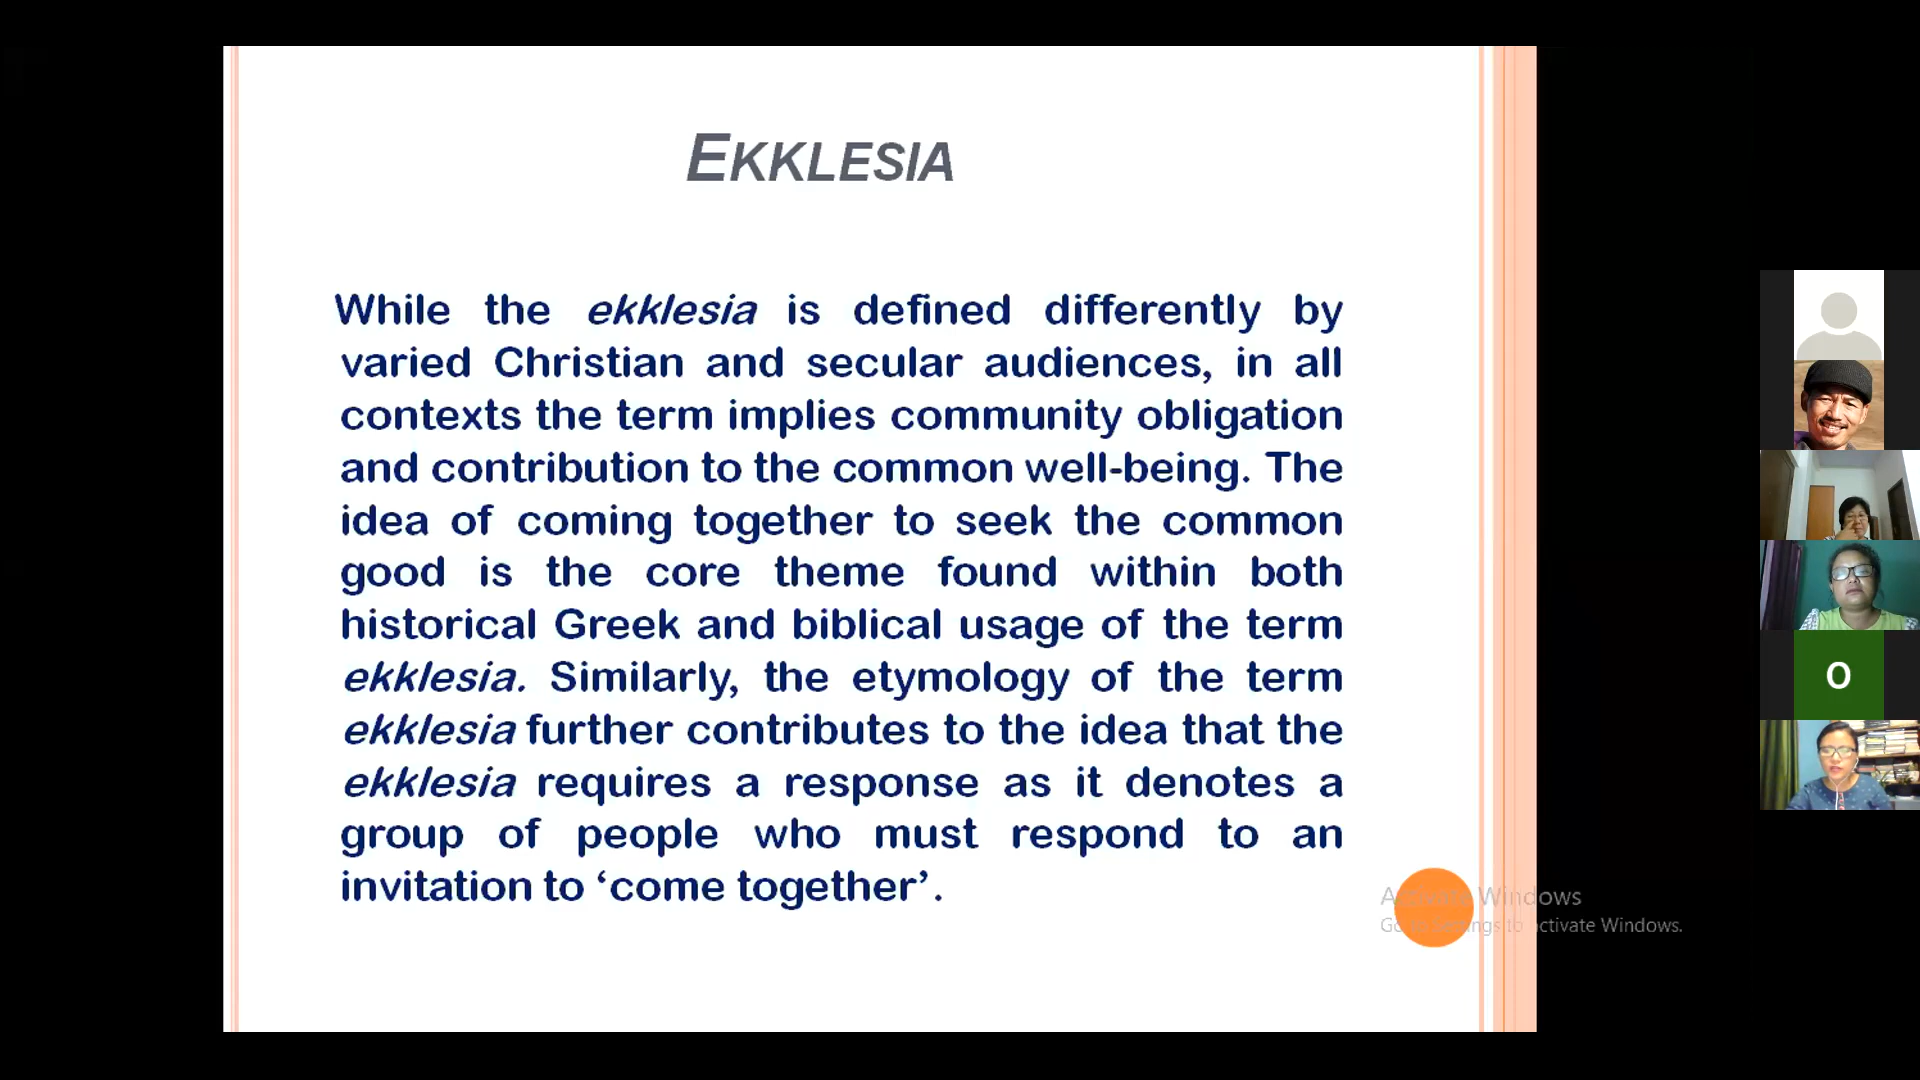 EKKLESIA
While the ekklesia is defined differently by
varied Christian and secular audiences, in all
contexts the term implies community obligation
and contribution to the common well-being. The
idea of coming together to seek the common
good is the core theme found within both
historical Greek and biblical usage of the term
ekklesia. Similarly, the etymology of the term
ekklesia further contributes to the idea that the
ekklesia requires a response as it denotes a
group of people who must respond to an
invitation to ‘come together’.
Activate Windows
Go to Settings to activate Windows.
O